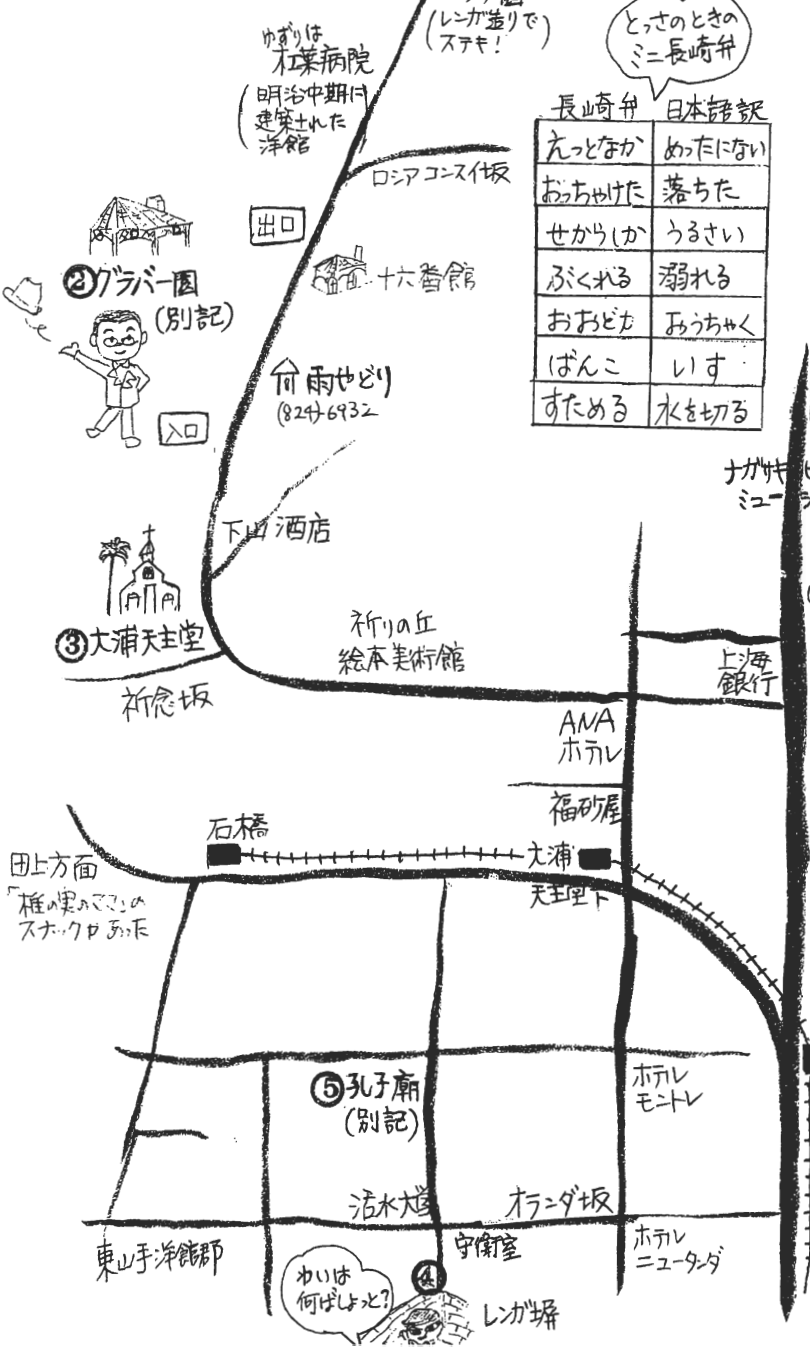 (レンガ造りで
ステキ!)
とっさのときの
ミニ長崎弁
長崎弁 日本語訳
えっとなか めったにない
おっちゃけた 落ちた
せからしか うるさい
ぶくれる 溺れる
おおどか おうちゃく
ばんこ いす
すためる 水を切る
ゆずりは
杠葉病院
(明治中期に
建築された
洋館
ロシアコンスイ坂
出口
②グラバー園
(別記)
十六番館
雨やどり
(824)-6932
入口
ナガサキ
ミュー
下山酒店
③大浦天主堂
祈りの丘
絵本美術館
祈念坂
上海
銀行
ANA
ホテル
福砂屋
石橋
大浦
天主堂下
田上方面
「椎の実のママ」の
スナックがあった
⑤孔子廟
(別記)
ホテル
モントレ
活水大学
オランダ坂
東山手洋館郡
守衛室
ホテル
ニュータンダ
わいは
何ばしよっと?
④
レンガ塀